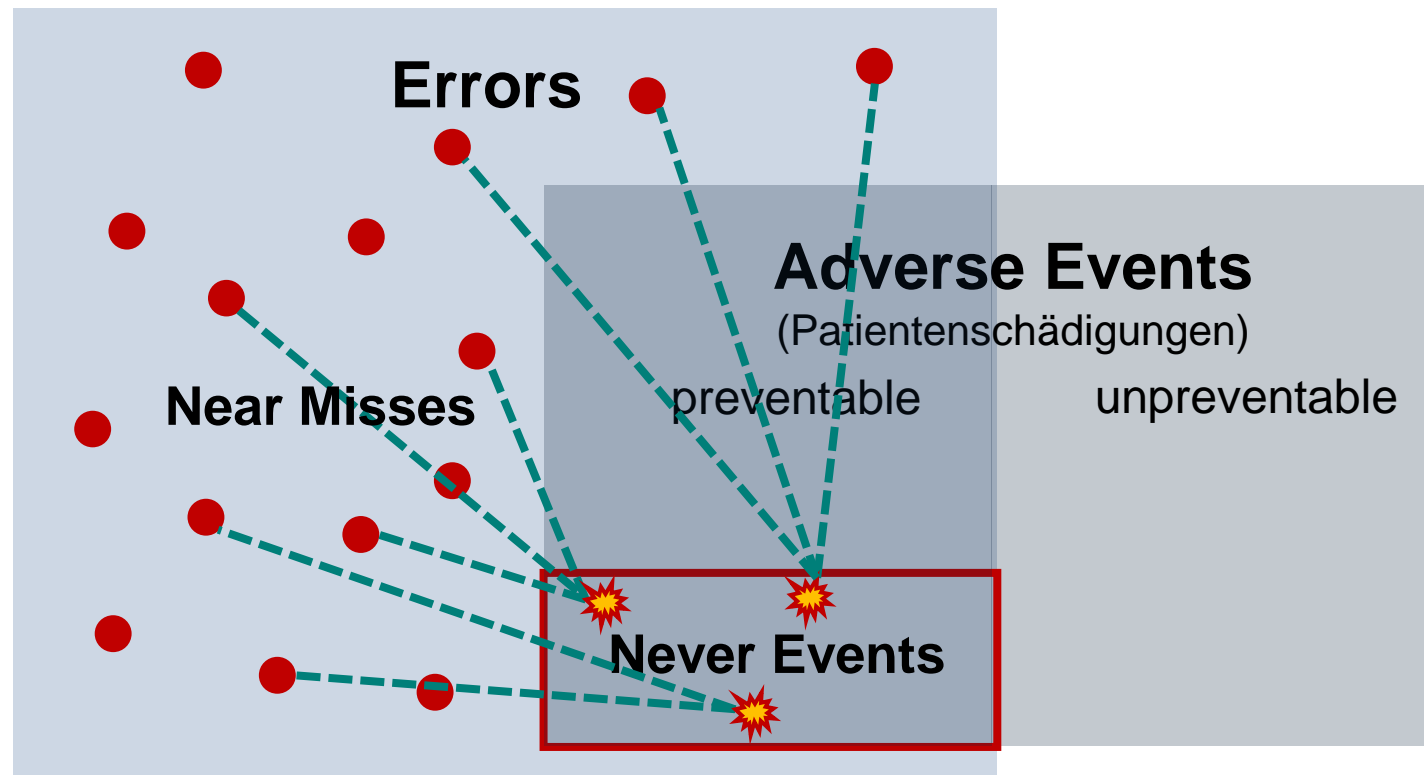 Errors
Adverse Events
(Patientenschädigungen)
preventable
unpreventable
Near Misses
Never Events